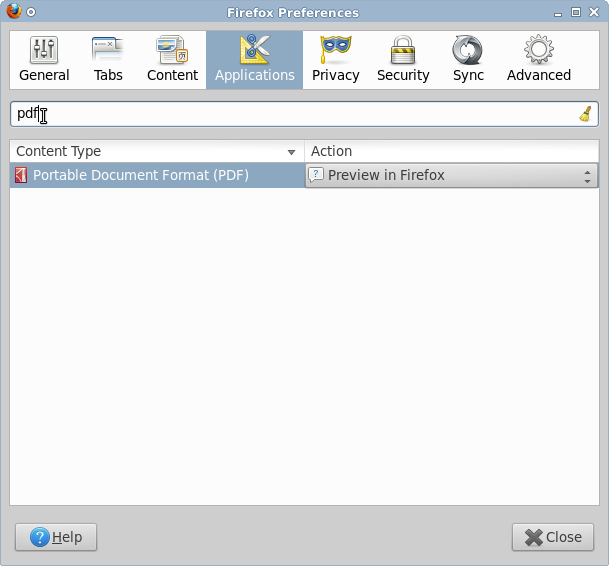 Firefox Preferences
General Tabs Content Applications Privacy Security Sync Advanced
pdf
Content Type Action
Portable Document Format (PDF) ? Preview in Firefox
? Help Close